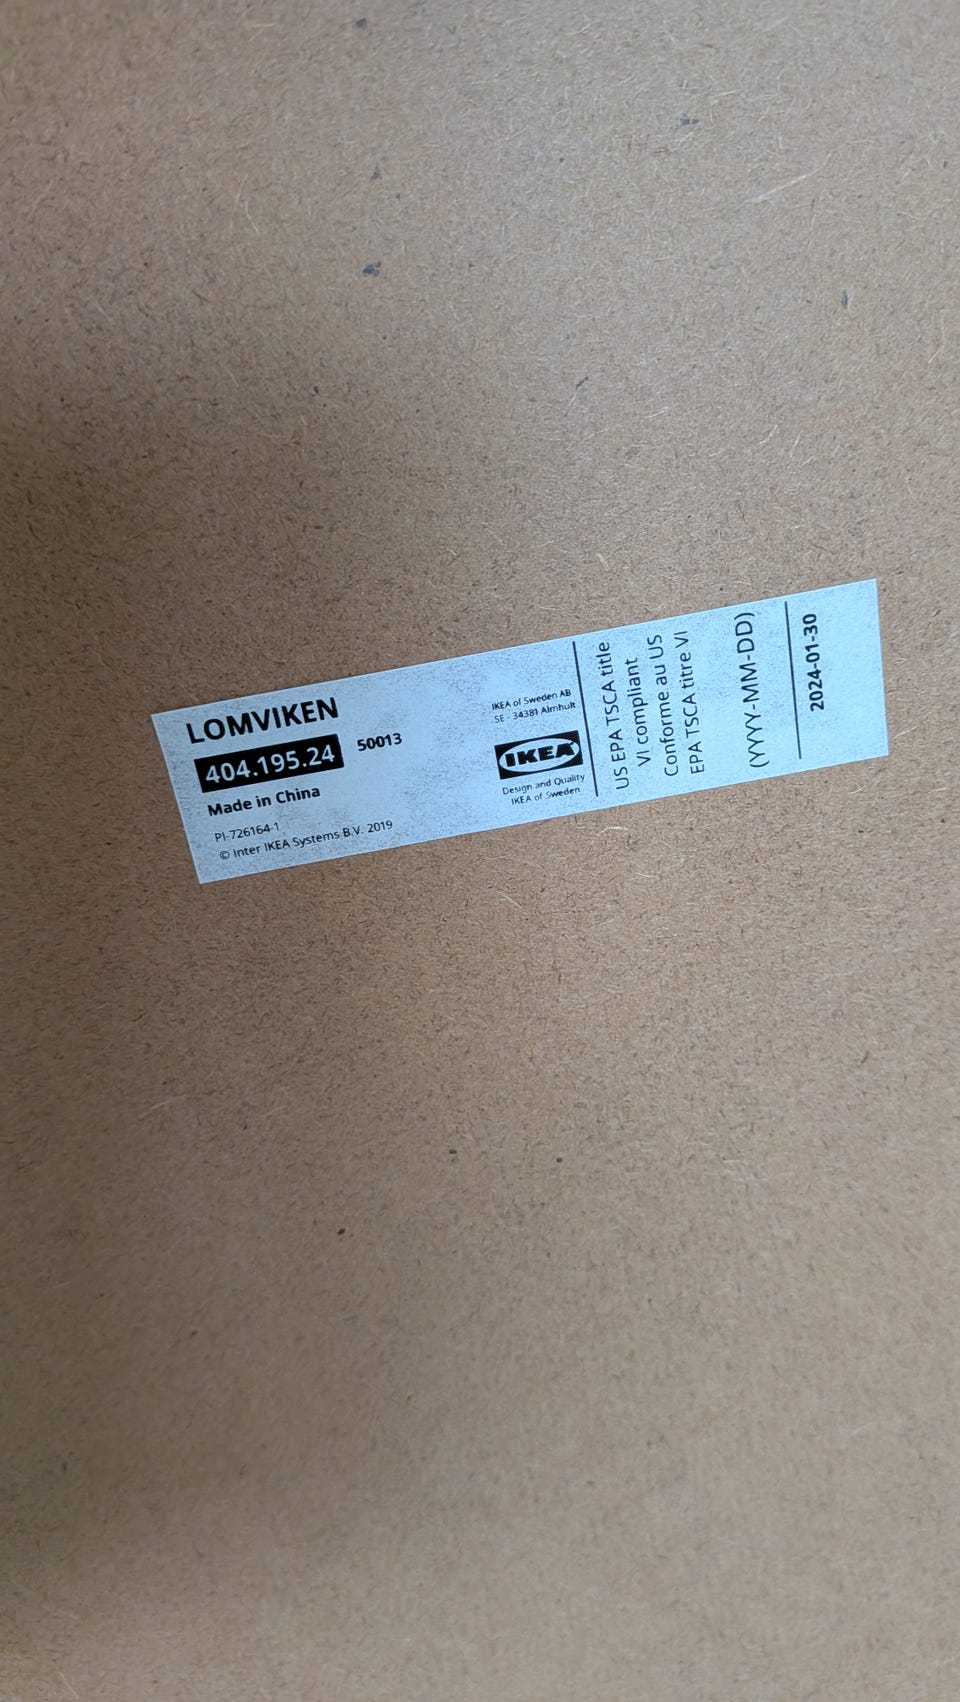 LOMVIKEN
404.195.24 50013
Made in China
PI-726164-1
© Inter IKEA Systems B.V. 2019
IKEA of Sweden AB
SE - 34381 Älmhult
IKEA
Design and Quality
IKEA of Sweden
US EPA TSCA title
VI compliant
Conforme au US
EPA TSCA titre VI
(YYYY-MM-DD)
2024-01-30